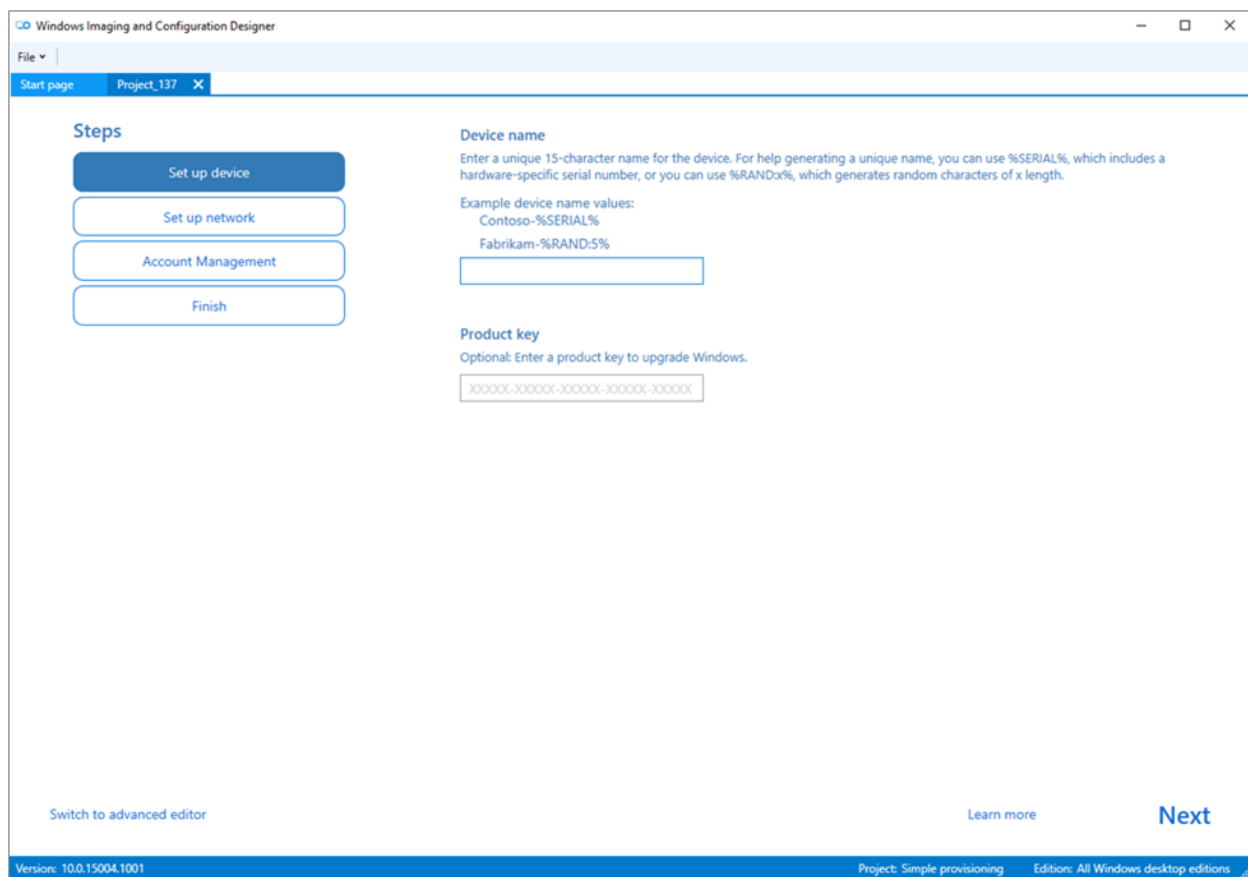 Windows Imaging and Configuration Designer
File
Start page Project_137
Steps
Set up device
Set up network
Account Management
Finish
Device name
Enter a unique 15-character name for the device. For help generating a unique name, you can use %SERIAL%, which includes a
hardware-specific serial number, or you can use %RAND:x%, which generates random characters of x length.
Example device name values:
Contoso-%SERIAL%
Fabrikam-%RAND:5%
Product key
Optional: Enter a product key to upgrade Windows.
XXXXX-XXXXX-XXXXX-XXXXX-XXXXX
Switch to advanced editor
Learn more
Next
Version: 10.0.15004.1001
Project: Simple provisioning
Edition: All Windows desktop editions